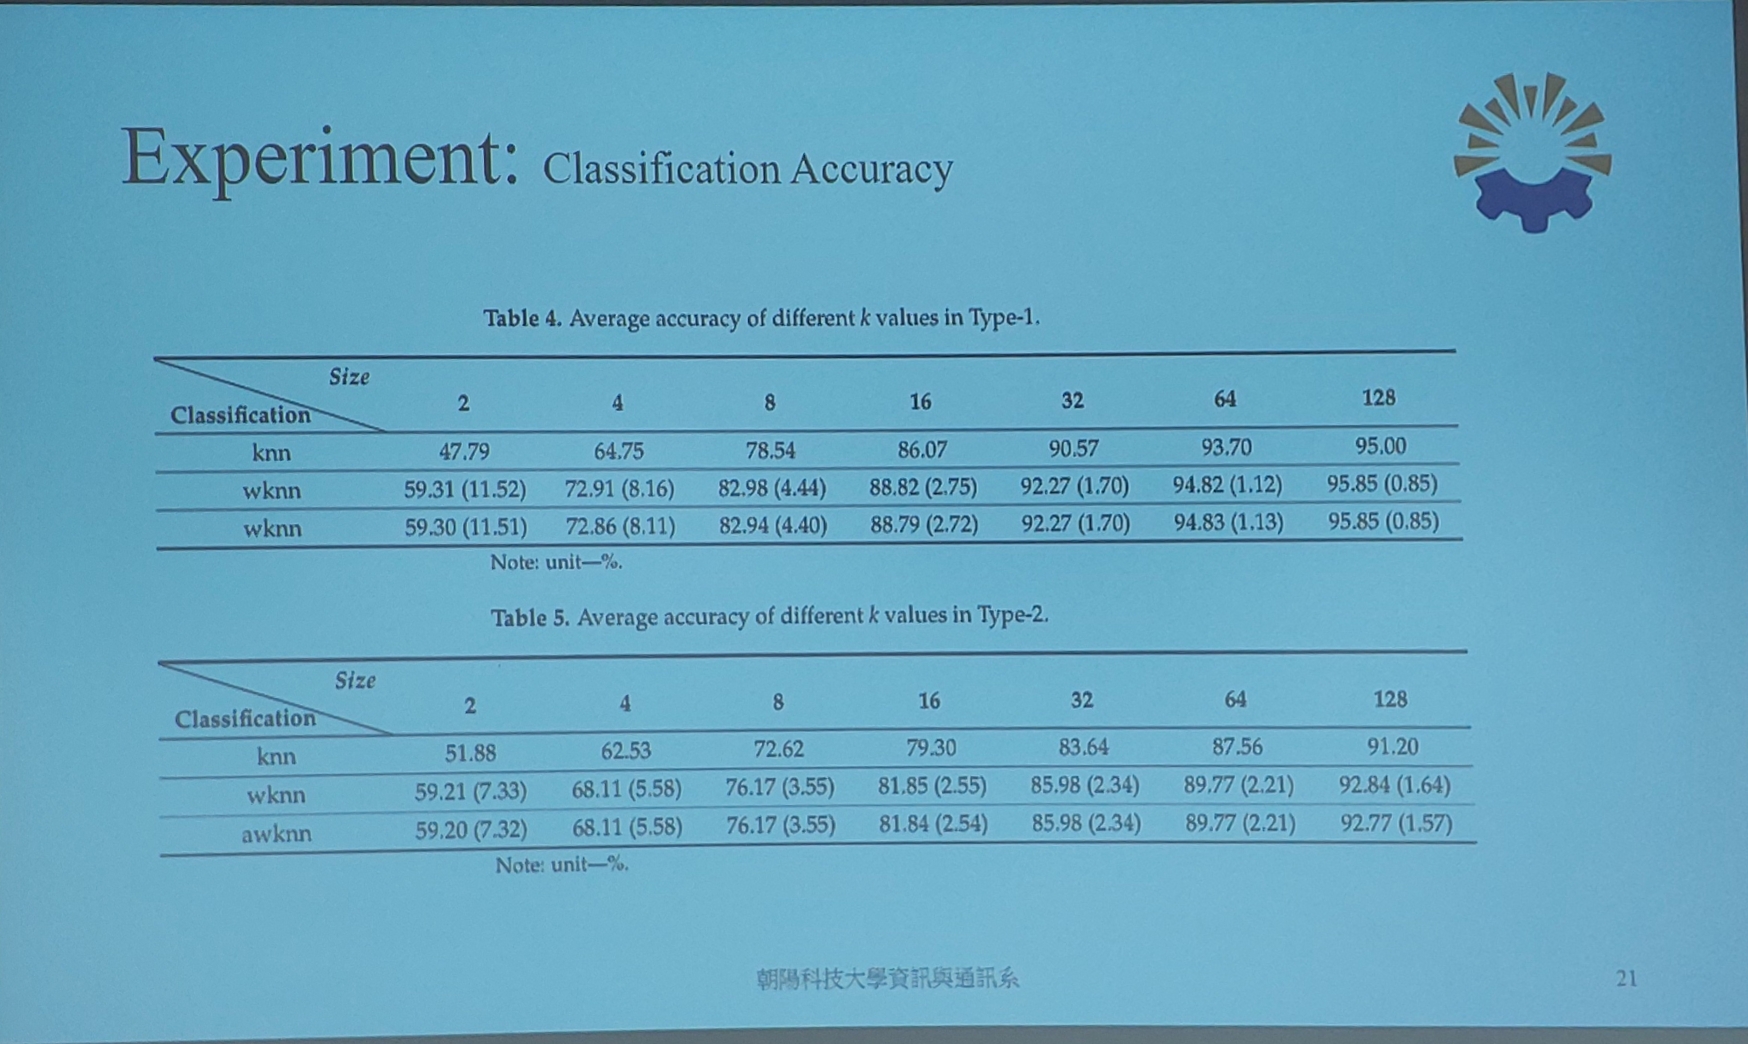 Experiment: Classification Accuracy
Table 4. Average accuracy of different k values in Type-1.
Size
Classification 2 4 8 16 32 64 128
knn 47.79 64.75 78.54 86.07 90.57 93.70 95.00
wknn 59.31 (11.52) 72.91 (8.16) 82.98 (4.44) 88.82 (2.75) 92.27 (1.70) 94.82 (1.12) 95.85 (0.85)
wknn 59.30 (11.51) 72.86 (8.11) 82.94 (4.40) 88.79 (2.72) 92.27 (1.70) 94.83 (1.13) 95.85 (0.85)
Note: unit—%.
Table 5. Average accuracy of different k values in Type-2.
Size
Classification 2 4 8 16 32 64 128
knn 51.88 62.53 72.62 79.30 83.64 87.56 91.20
wknn 59.21 (7.33) 68.11 (5.58) 76.17 (3.55) 81.85 (2.55) 85.98 (2.34) 89.77 (2.21) 92.84 (1.64)
awknn 59.20 (7.32) 68.11 (5.58) 76.17 (3.55) 81.84 (2.54) 85.98 (2.34) 89.77 (2.21) 92.77 (1.57)
Note: unit—%.
朝陽科技大學資訊與通訊系 21